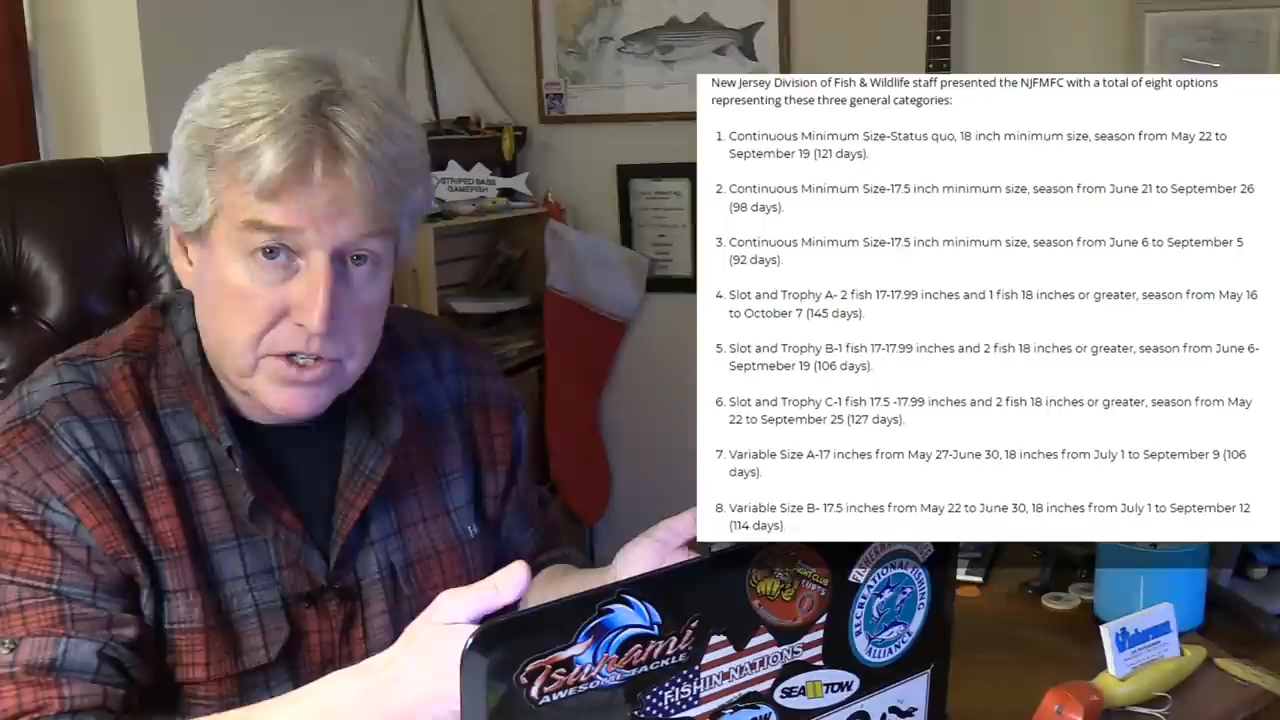 New Jersey Division of Fish & Wildlife staff presented the NJFMFC with a total of eight options
representing these three general categories:
1. Continuous Minimum Size-Status quo, 18 inch minimum size, season from May 22 to
September 19 (121 days).
2. Continuous Minimum Size-17.5 inch minimum size, season from June 21 to September 26
(98 days).
3. Continuous Minimum Size-17.5 inch minimum size, season from June 6 to September 5
(92 days).
4. Slot and Trophy A- 2 fish 17-17.99 inches and 1 fish 18 inches or greater, season from May 16
to October 7 (145 days).
5. Slot and Trophy B-1 fish 17-17.99 inches and 2 fish 18 inches or greater, season from June 6-
Septmeber 19 (106 days).
6. Slot and Trophy C-1 fish 17.5 -17.99 inches and 2 fish 18 inches or greater, season from May
22 to September 25 (127 days).
7. Variable Size A-17 inches from May 27-June 30, 18 inches from July 1 to September 9 (106
days).
8. Variable Size B- 17.5 inches from May 22 to June 30, 18 inches from July 1 to September 12
(114 days).
STRIPED BASS
GAMEFISH
Tsunami
AWESOME TACKLE
FISHIN NATIONS
FIGHT CLUB
LURES
RECREATIONAL FISHING
ALLIANCE
SEA TOW
Fisherman